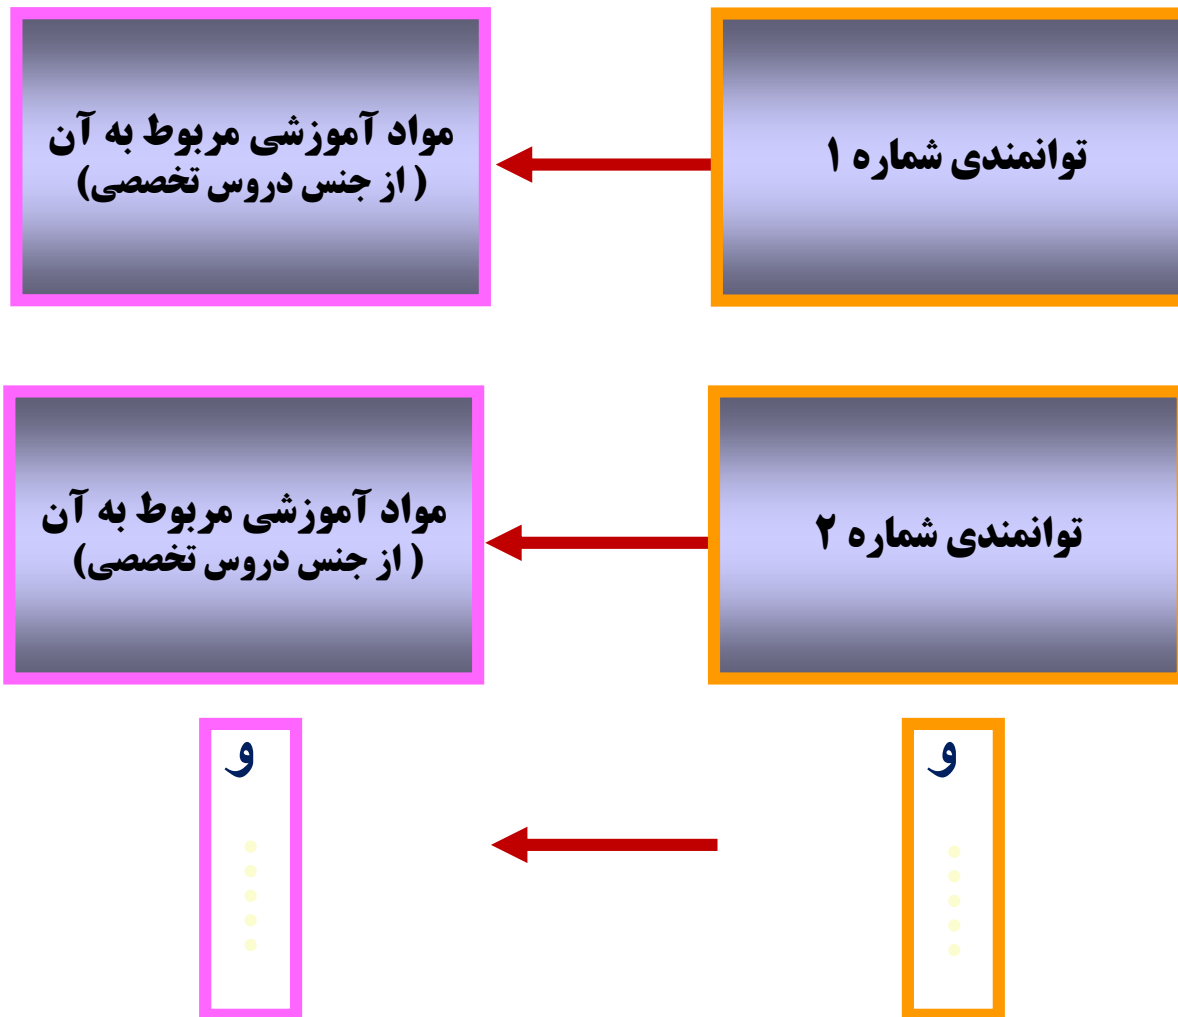 توانمندی شماره ۱
مواد آموزشی مربوط به آن
( از جنس دروس تخصصی)
توانمندی شماره ۲
مواد آموزشی مربوط به آن
( از جنس دروس تخصصی)
و
و